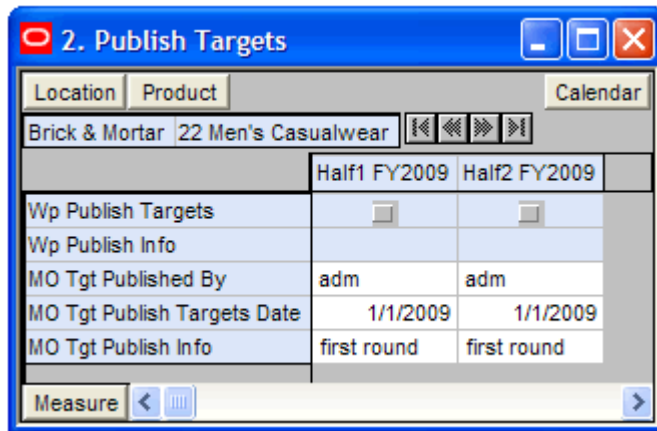 2. Publish Targets
Location Product Calendar
Brick & Mortar 22 Men's Casualwear
Half1 FY2009 Half2 FY2009
Wp Publish Targets
Wp Publish Info
MO Tgt Published By adm adm
MO Tgt Publish Targets Date 1/1/2009 1/1/2009
MO Tgt Publish Info first round first round
Measure